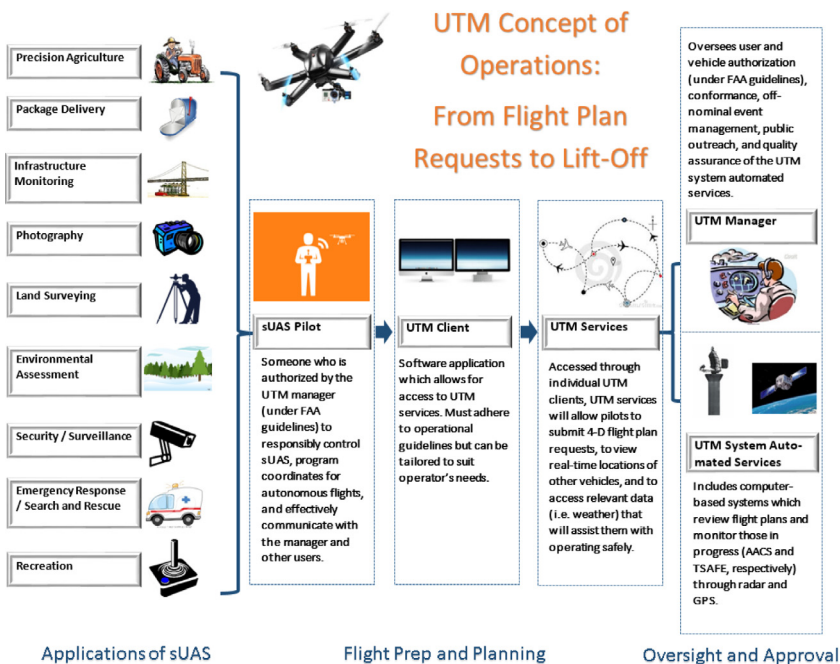 UTM Concept of
Operations:
From Flight Plan
Requests to Lift-Off
Precision Agriculture
Package Delivery
Infrastructure
Monitoring
Photography
Land Surveying
Environmental
Assessment
Security / Surveillance
Emergency Response
/ Search and Rescue
Recreation
sUAS Pilot
Someone who is
authorized by the
UTM manager
(under FAA
guidelines) to
responsibly control
sUAS, program
coordinates for
autonomous flights,
and effectively
communicate with
the manager and
other users.
UTM Client
Software application
which allows for
access to UTM
services. Must adhere
to operational
guidelines but can be
tailored to suit
operator's needs.
UTM Services
Accessed through
individual UTM
clients, UTM services
will allow pilots to
submit 4-D flight plan
requests, to view
real-time locations of
other vehicles, and to
access relevant data
(i.e. weather) that
will assist them with
operating safely.
Oversees user and
vehicle authorization
(under FAA guidelines),
conformance, off-
nominal event
management, public
outreach, and quality
assurance of the UTM
system automated
services.
UTM Manager
UTM System Auto-
mated Services
Includes computer-
based systems which
review flight plans and
monitor those in
progress (AACS and
TSAFE, respectively)
through radar and
GPS.
Applications of sUAS
Flight Prep and Planning
Oversight and Approval